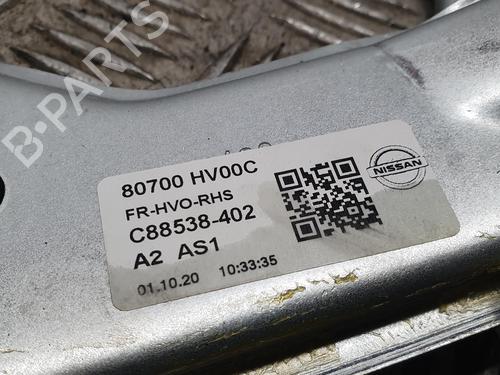 80700 HV00C
FR-HVO-RHS
C88538-402
A2 AS1
01.10.20 10:33:35
NISSAN
B-PARTS